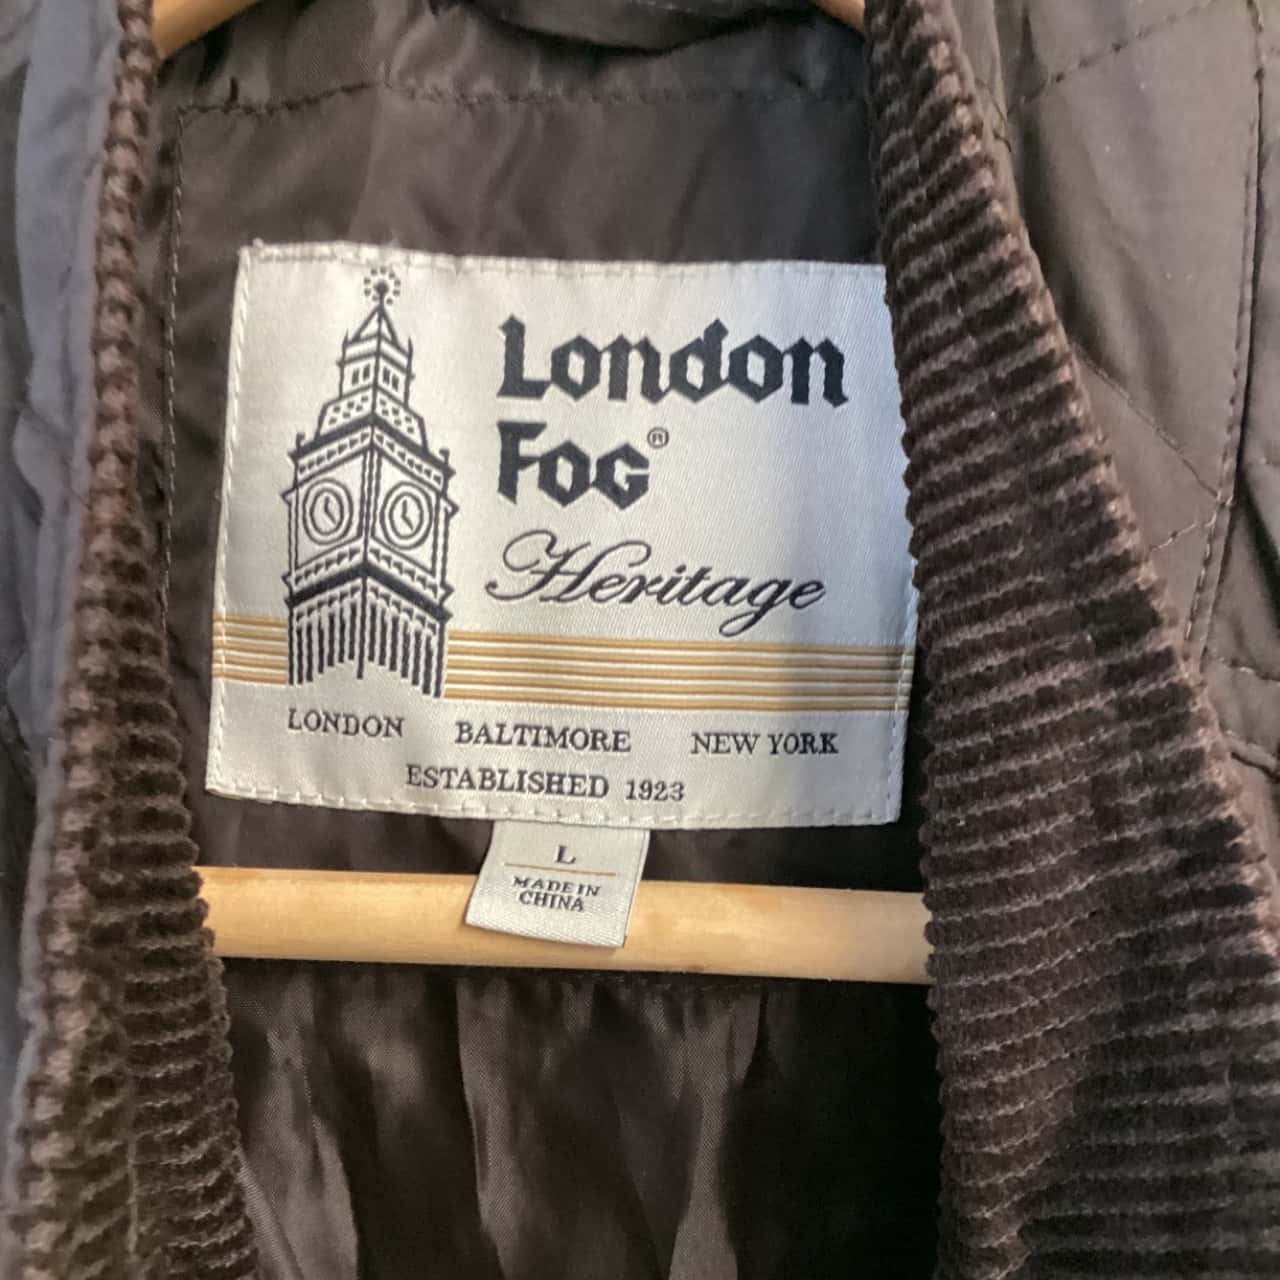 London
Fog®
Heritage
LONDON BALTIMORE NEW YORK
ESTABLISHED 1923
L
MADE IN
CHINA